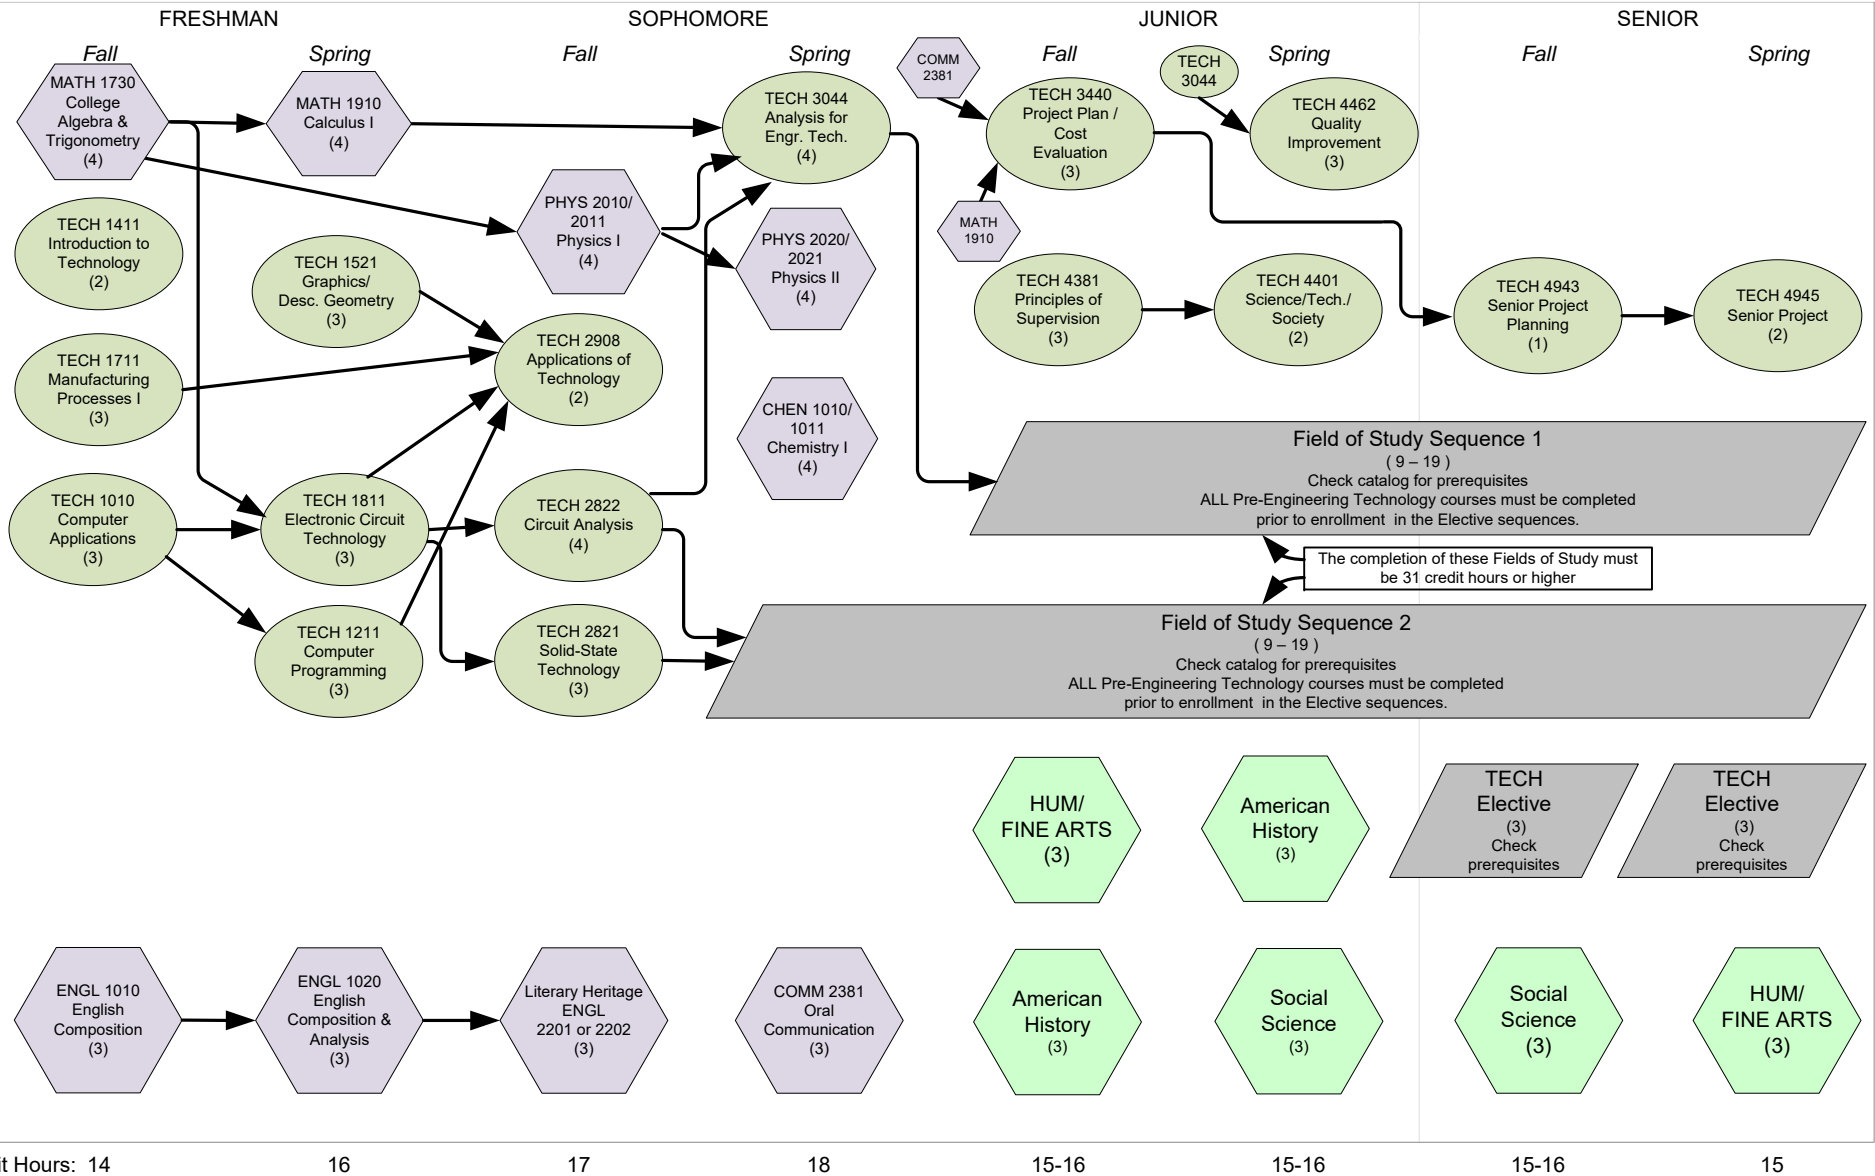 FRESHMAN
SOPHOMORE
JUNIOR
SENIOR
Fall
Spring
Fall
Spring
Fall
Spring
Fall
Spring
MATH 1730
College
Algebra &
Trigonometry
(4)
MATH 1910
Calculus I
(4)
TECH 3044
Analysis for
Engr. Tech.
(4)
COMM
2381
TECH 3440
Project Plan /
Cost
Evaluation
(3)
TECH
3044
TECH 4462
Quality
Improvement
(3)
MATH
1910
TECH 1411
Introduction to
Technology
(2)
TECH 1521
Graphics/
Desc. Geometry
(3)
PHYS 2010/
2011
Physics I
(4)
PHYS 2020/
2021
Physics II
(4)
TECH 4381
Principles of
Supervision
(3)
TECH 4401
Science/Tech./
Society
(2)
TECH 4943
Senior Project
Planning
(1)
TECH 4945
Senior Project
(2)
TECH 1711
Manufacturing
Processes I
(3)
TECH 2908
Applications of
Technology
(2)
CHEN 1010/
1011
Chemistry I
(4)
Field of Study Sequence 1
( 9 – 19 )
Check catalog for prerequisites
ALL Pre-Engineering Technology courses must be completed
prior to enrollment in the Elective sequences.
TECH 1010
Computer
Applications
(3)
TECH 1811
Electronic Circuit
Technology
(3)
TECH 2822
Circuit Analysis
(4)
The completion of these Fields of Study must
be 31 credit hours or higher
TECH 1211
Computer
Programming
(3)
TECH 2821
Solid-State
Technology
(3)
Field of Study Sequence 2
( 9 – 19 )
Check catalog for prerequisites
ALL Pre-Engineering Technology courses must be completed
prior to enrollment in the Elective sequences.
HUM/
FINE ARTS
(3)
American
History
(3)
TECH
Elective
(3)
Check
prerequisites
TECH
Elective
(3)
Check
prerequisites
ENGL 1010
English
Composition
(3)
ENGL 1020
English
Composition &
Analysis
(3)
Literary Heritage
ENGL
2201 or 2202
(3)
COMM 2381
Oral
Communication
(3)
American
History
(3)
Social
Science
(3)
Social
Science
(3)
HUM/
FINE ARTS
(3)
it Hours: 14
16
17
18
15-16
15-16
15-16
15